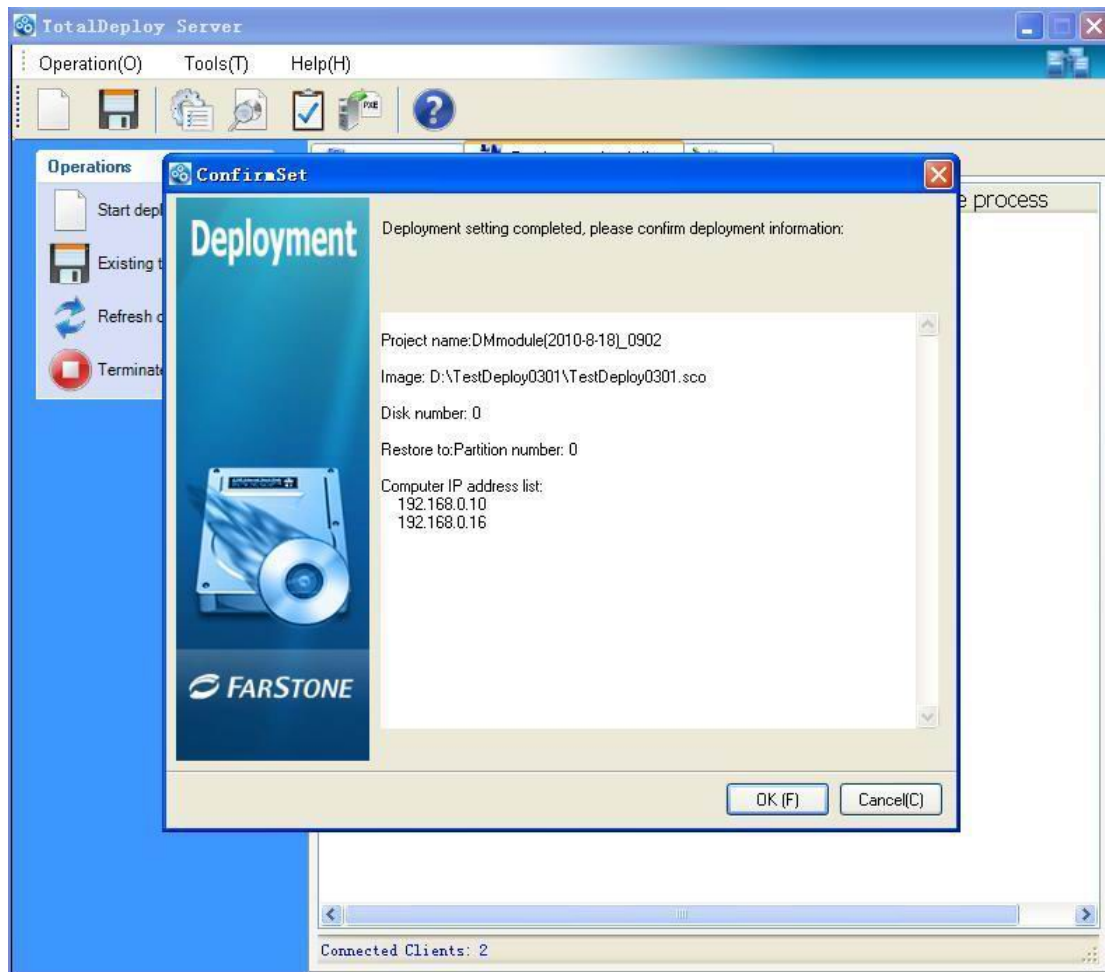 TotalDeploy Server
Operation(O) Tools(T) Help(H)
PXE
Operations
Start depl
Existing t
Refresh
Terminat
e process
ConfirmSet
Deployment
Deployment setting completed, please confirm deployment information:
Project name:DMmodule(2010-8-18)_0902
Image: D:\TestDeploy0301\TestDeploy0301.sco
Disk number: 0
Restore to:Partition number: 0
Computer IP address list:
192.168.0.10
192.168.0.16
FARSTONE
OK (F) Cancel(C)
Connected Clients: 2